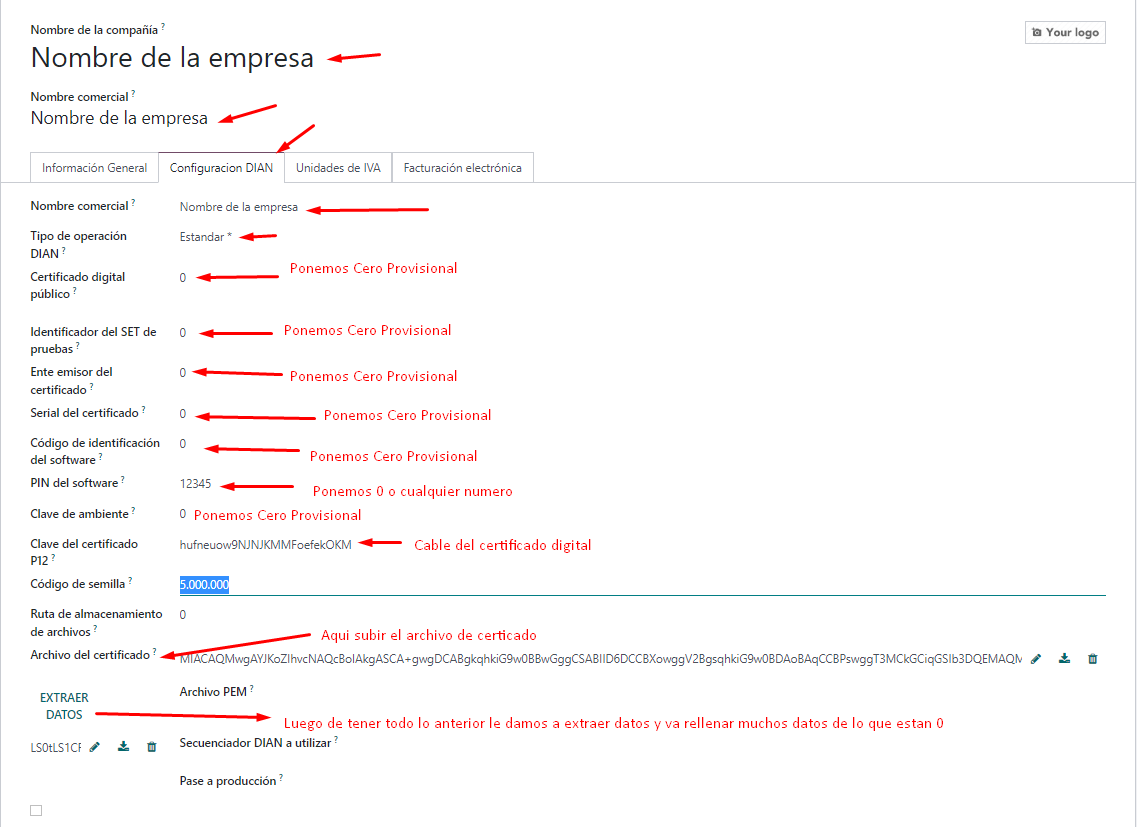 Nombre de la compañía ?
Your logo
Nombre de la empresa
Nombre comercial ?
Nombre de la empresa
Información General
Configuracion DIAN
Unidades de IVA
Facturación electrónica
Nombre comercial ?
Nombre de la empresa
Tipo de operación
DIAN ?
Estandar *
Certificado digital
público ?
0
Ponemos Cero Provisional
Identificador del SET de
pruebas ?
0
Ponemos Cero Provisional
Ente emisor del
certificado ?
0
Ponemos Cero Provisional
Serial del certificado ?
0
Ponemos Cero Provisional
Código de identificación
del software ?
0
Ponemos Cero Provisional
PIN del software ?
12345
Ponemos 0 o cualquier numero
Clave de ambiente ?
0
Ponemos Cero Provisional
Clave del certificado
P12 ?
hufneuow9NJNJKMMFoefekOKM
Cable del certificado digital
Código de semilla ?
5.000.000
Ruta de almacenamiento
de archivos ?
0
Aqui subir el archivo de certicado
Archivo del certificado ?
MIACAQMwgAYJKoZIhvcNAQcBoIAkgASCA+gwgDCABgkqhkiG9w0BBwGggCSABIID6DCCBXowggV2BgsqhkiG9w0BDAoBAqCCBPswggT3MCkGCiqGSIb3DQEMAQM
EXTRAER
DATOS
Archivo PEM ?
Luego de tener todo lo anterior le damos a extraer datos y va rellenar muchos datos de lo que estan 0
LS0tLS1CF
Secuenciador DIAN a utilizar ?
Pase a producción ?